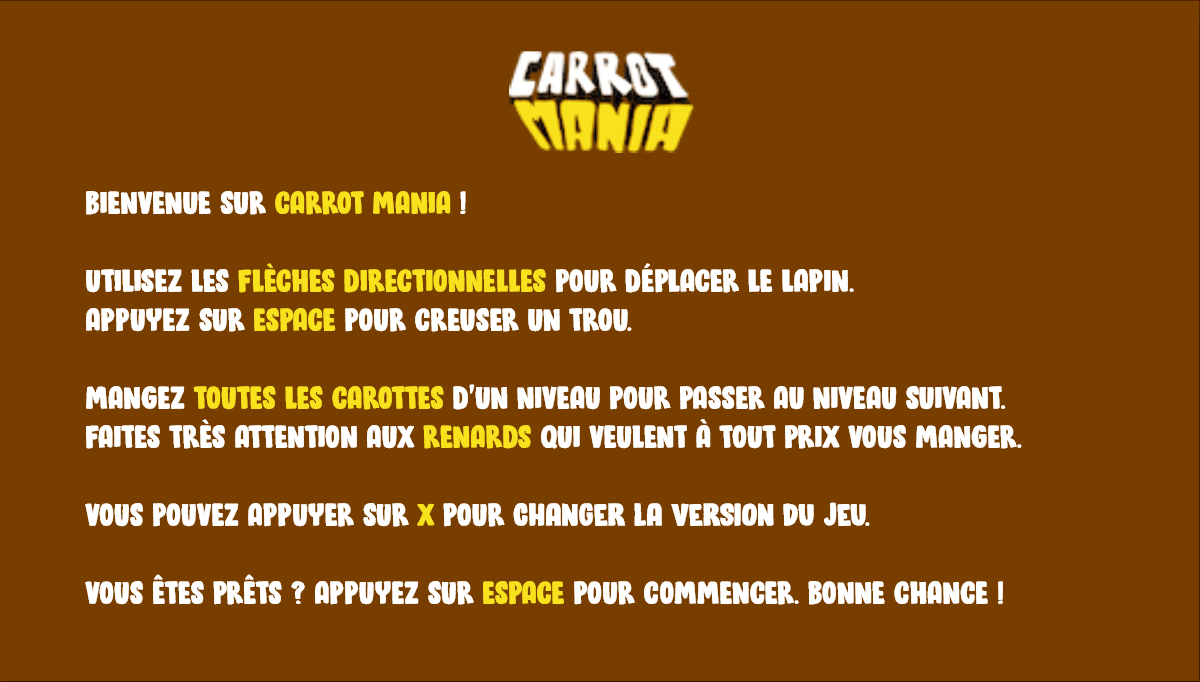 CARROT
MANIA
BIENVENUE SUR CARROT MANIA !
UTILISEZ LES FLÈCHES DIRECTIONNELLES POUR DÉPLACER LE LAPIN.
APPUYEZ SUR ESPACE POUR CREUSER UN TROU.
MANGEZ TOUTES LES CAROTTES D'UN NIVEAU POUR PASSER AU NIVEAU SUIVANT.
FAITES TRÈS ATTENTION AUX RENARDS QUI VEULENT À TOUT PRIX VOUS MANGER.
VOUS POUVEZ APPUYER SUR X POUR CHANGER LA VERSION DU JEU.
VOUS ÊTES PRÊTS ? APPUYEZ SUR ESPACE POUR COMMENCER. BONNE CHANCE !